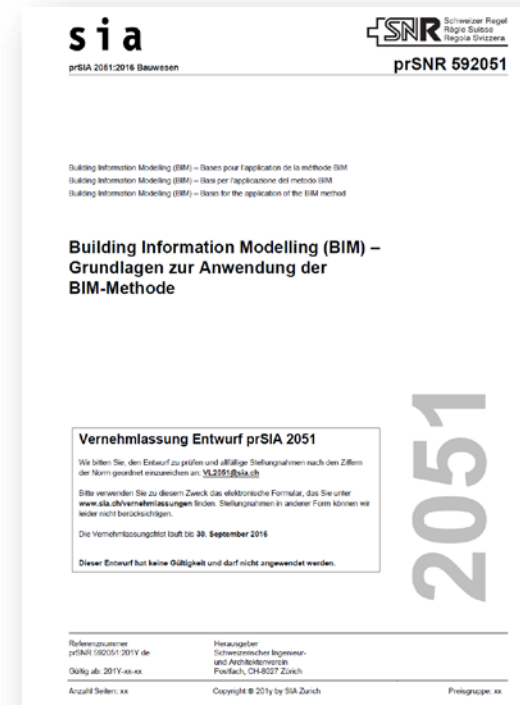 sia
SNR Schweizer Regel
Règle Suisse
Regola Svizzera
prSIA 2051:2016 Bauwesen
prSNR 592051
Building Information Modelling (BIM) – Bases pour l'application de la méthode BIM
Building Information Modelling (BIM) – Basi per l'applicazione del metodo BIM
Building Information Modelling (BIM) – Basis for the application of the BIM method
Building Information Modelling (BIM) –
Grundlagen zur Anwendung der
BIM-Methode
2051
Vernehmlassung Entwurf prSIA 2051
Wir bitten Sie, den Entwurf zu prüfen und allfällige Stellungnahmen nach den Ziffern
der Norm geordnet einzureichen an: VL2051@sia.ch
Bitte verwenden Sie zu diesem Zweck das elektronische Formular, das Sie unter
www.sia.ch/vernehmlassungen finden. Stellungnahmen in anderer Form können wir
leider nicht berücksichtigen.
Die Vernehmlassungsfrist läuft bis 30. September 2016
Dieser Entwurf hat keine Gültigkeit und darf nicht angewendet werden.
Referenznummer
prSNR 592051:201Y de
Gültig ab: 201Y-xx-xx
Herausgeber
Schweizerischer Ingenieur-
und Architektenverein
Postfach, CH-8027 Zürich
Anzahl Seiten: xx
Copyright © 201y by SIA Zurich
Preisgruppe: xx